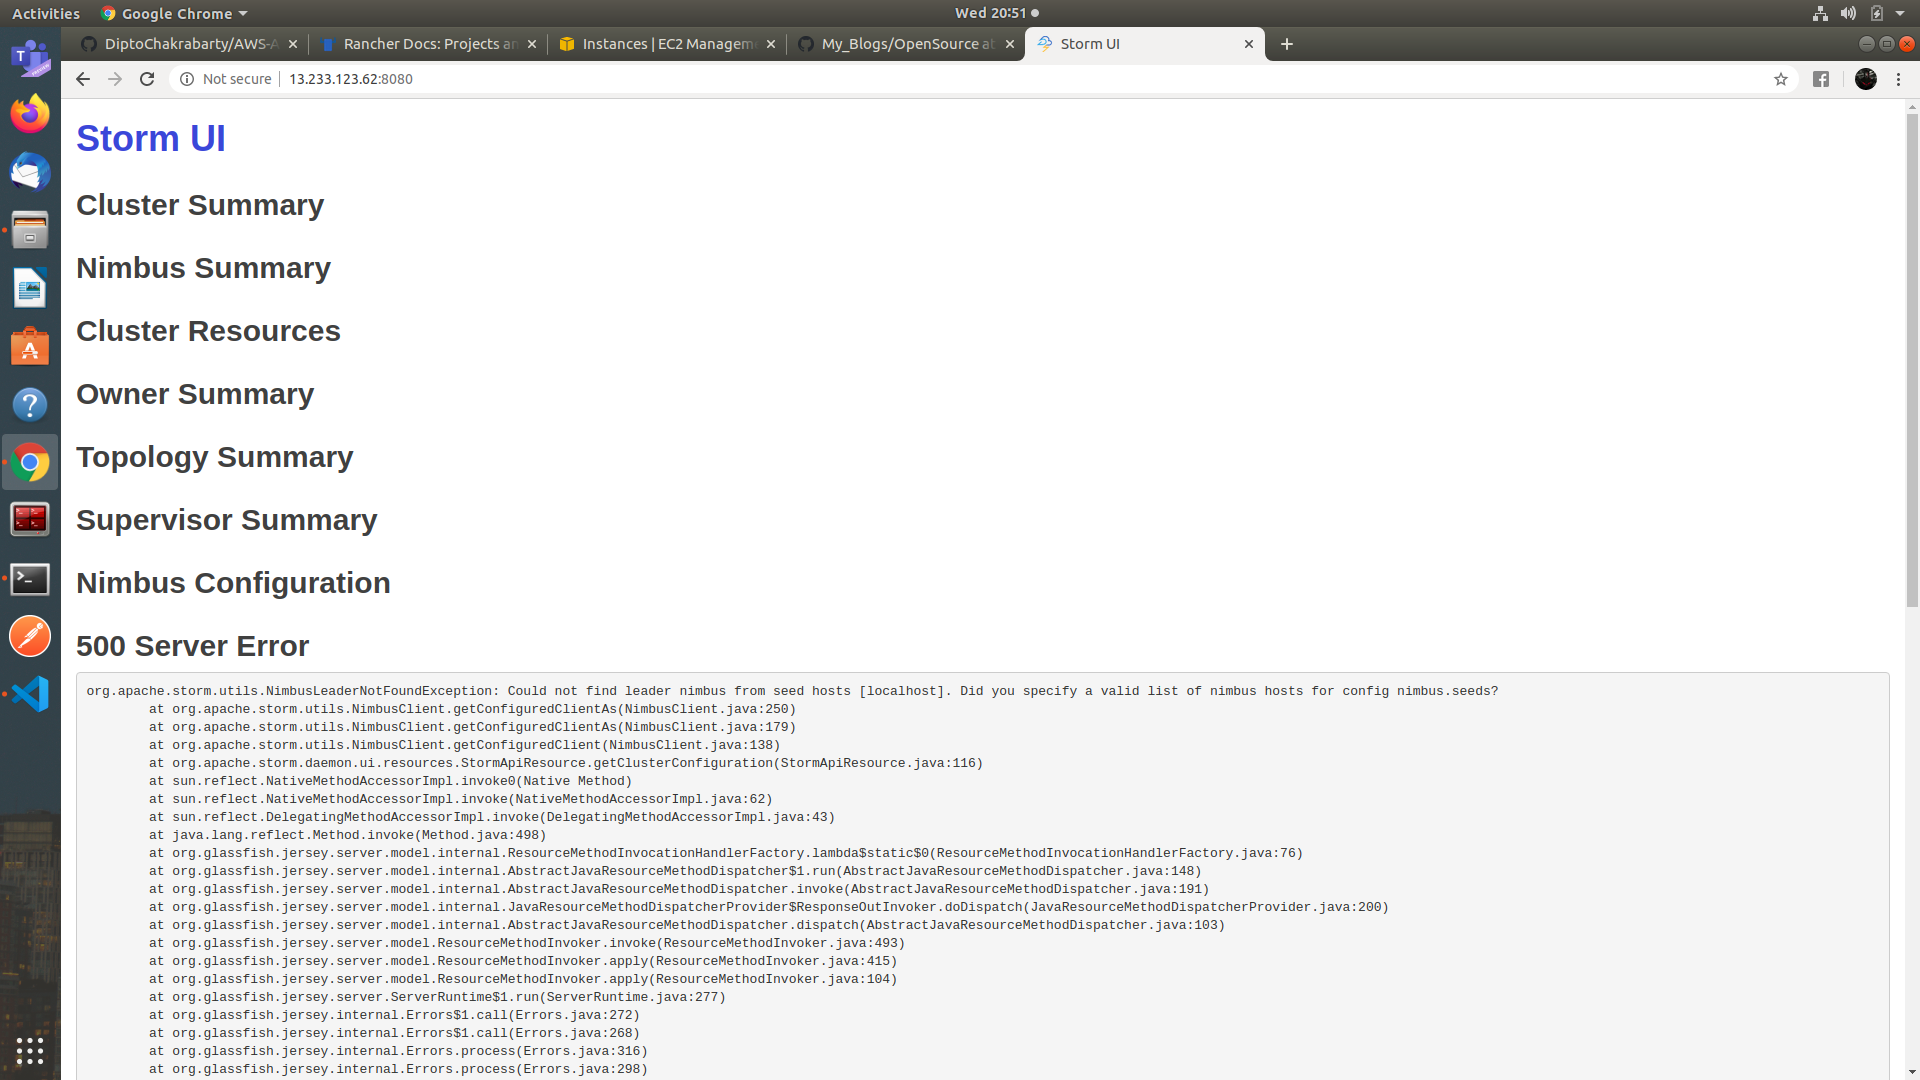 Activities
Google Chrome
Wed 20:51
DiptoChakrabarty/AWS-A
Rancher Docs: Projects an
Instances | EC2 Managem
My_Blogs/OpenSource at
Storm UI
Not secure
13.233.123.62:8080
Storm UI
Cluster Summary
Nimbus Summary
Cluster Resources
Owner Summary
Topology Summary
Supervisor Summary
Nimbus Configuration
500 Server Error
org.apache.storm.utils.NimbusLeaderNotFoundException: Could not find leader nimbus from seed hosts [localhost]. Did you specify a valid list of nimbus hosts for config nimbus.seeds?
at org.apache.storm.utils.NimbusClient.getConfiguredClientAs(NimbusClient.java:250)
at org.apache.storm.utils.NimbusClient.getConfiguredClientAs(NimbusClient.java:179)
at org.apache.storm.utils.NimbusClient.getConfiguredClient(NimbusClient.java:138)
at org.apache.storm.daemon.ui.resources.StormApiResource.getClusterConfiguration(StormApiResource.java:116)
at sun.reflect.NativeMethodAccessorImpl.invoke0(Native Method)
at sun.reflect.NativeMethodAccessorImpl.invoke(NativeMethodAccessorImpl.java:62)
at sun.reflect.DelegatingMethodAccessorImpl.invoke(DelegatingMethodAccessorImpl.java:43)
at java.lang.reflect.Method.invoke(Method.java:498)
at org.glassfish.jersey.server.model.internal.ResourceMethodInvocationHandlerFactory.lambda$static$0(ResourceMethodInvocationHandlerFactory.java:76)
at org.glassfish.jersey.server.model.internal.AbstractJavaResourceMethodDispatcher$1.run(AbstractJavaResourceMethodDispatcher.java:148)
at org.glassfish.jersey.server.model.internal.AbstractJavaResourceMethodDispatcher.invoke(AbstractJavaResourceMethodDispatcher.java:191)
at org.glassfish.jersey.server.model.internal.JavaResourceMethodDispatcherProvider$ResponseOutInvoker.doDispatch(JavaResourceMethodDispatcherProvider.java:200)
at org.glassfish.jersey.server.model.internal.AbstractJavaResourceMethodDispatcher.dispatch(AbstractJavaResourceMethodDispatcher.java:103)
at org.glassfish.jersey.server.model.ResourceMethodInvoker.invoke(ResourceMethodInvoker.java:493)
at org.glassfish.jersey.server.model.ResourceMethodInvoker.apply(ResourceMethodInvoker.java:415)
at org.glassfish.jersey.server.model.ResourceMethodInvoker.apply(ResourceMethodInvoker.java:104)
at org.glassfish.jersey.server.ServerRuntime$1.run(ServerRuntime.java:277)
at org.glassfish.jersey.internal.Errors$1.call(Errors.java:272)
at org.glassfish.jersey.internal.Errors$1.call(Errors.java:268)
at org.glassfish.jersey.internal.Errors.process(Errors.java:316)
at org.glassfish.jersey.internal.Errors.process(Errors.java:298)